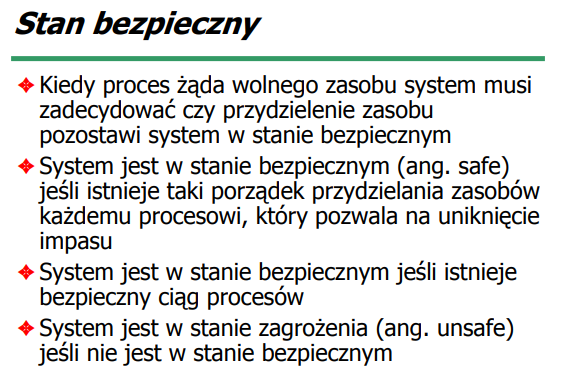 Stan bezpieczny
Kiedy proces żąda wolnego zasobu system musi
zadecydować czy przydzielenie zasobu
pozostawi system w stanie bezpiecznym
System jest w stanie bezpiecznym (ang. safe)
jeśli istnieje taki porządek przydzielania zasobów
każdemu procesowi, który pozwala na uniknięcie
impasu
System jest w stanie bezpiecznym jeśli istnieje
bezpieczny ciąg procesów
System jest w stanie zagrożenia (ang. unsafe)
jeśli nie jest w stanie bezpiecznym